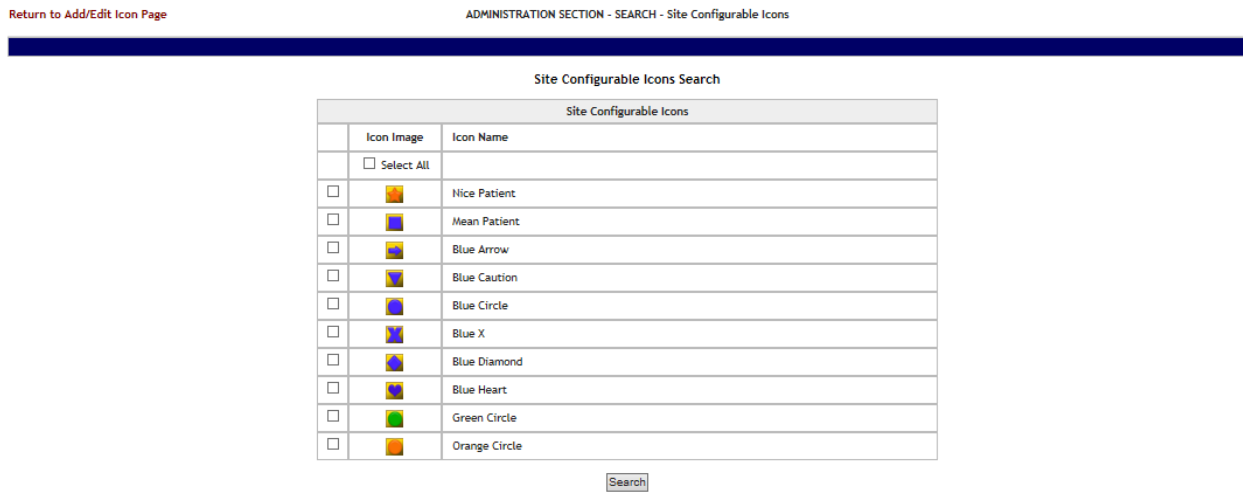 Return to Add/Edit Icon Page ADMINISTRATION SECTION - SEARCH - Site Configurable Icons
Site Configurable Icons Search
Site Configurable Icons
Icon Image Icon Name
Select All
Nice Patient
Mean Patient
Blue Arrow
Blue Caution
Blue Circle
Blue X
Blue Diamond
Blue Heart
Green Circle
Orange Circle
Search